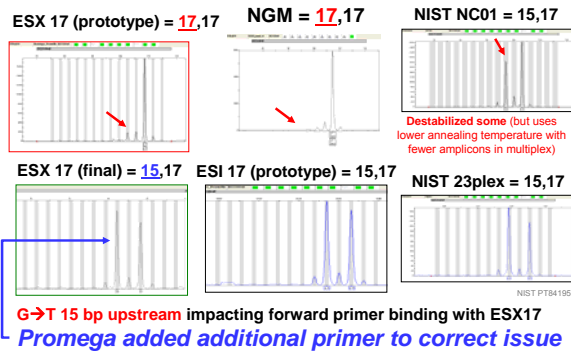 ESX 17 (prototype) = 17,17
NGM = 17,17
NIST NC01 = 15,17
Destabilized some (but uses
lower annealing temperature with
fewer amplicons in multiplex)
ESX 17 (final) = 15,17
ESI 17 (prototype) = 15,17
NIST 23plex = 15,17
NIST PT84195
G→T 15 bp upstream impacting forward primer binding with ESX17
Promega added additional primer to correct issue